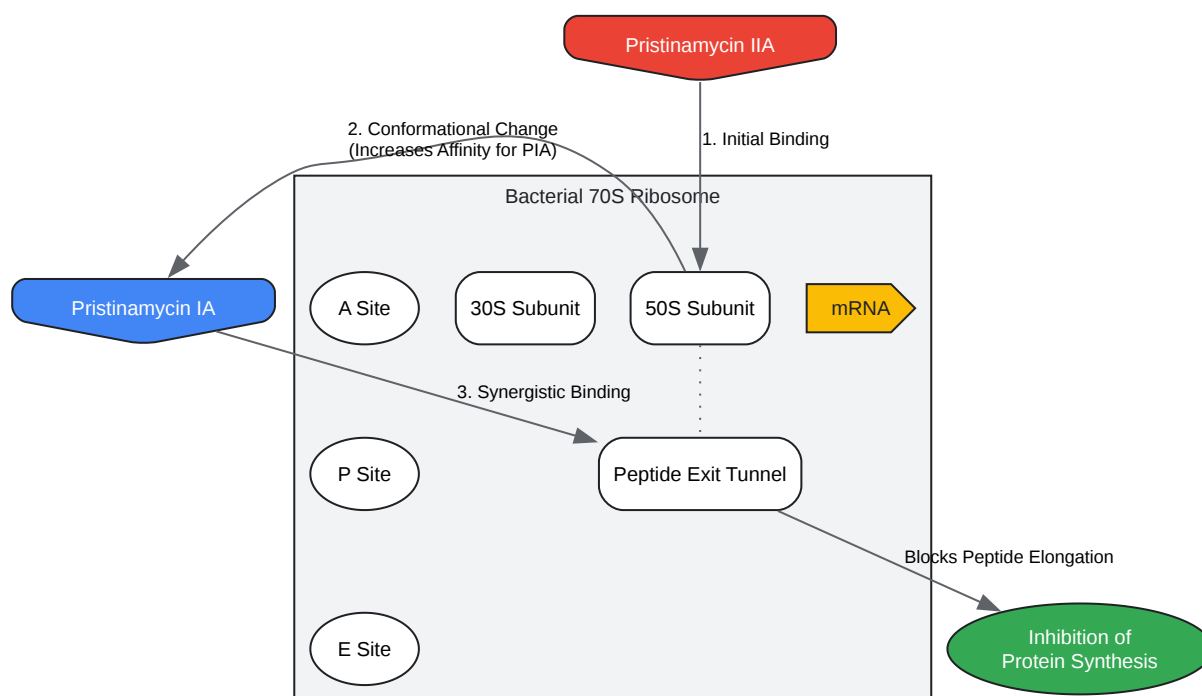 Pristinamycin IIA
2. Conformational Change
(Increases Affinity for PIA)
1. Initial Binding
Bacterial 70S Ribosome
Pristinamycin IA
A Site
30S Subunit
50S Subunit
mRNA
3. Synergistic Binding
P Site
Peptide Exit Tunnel
Blocks Peptide Elongation
E Site
Inhibition of
Protein Synthesis